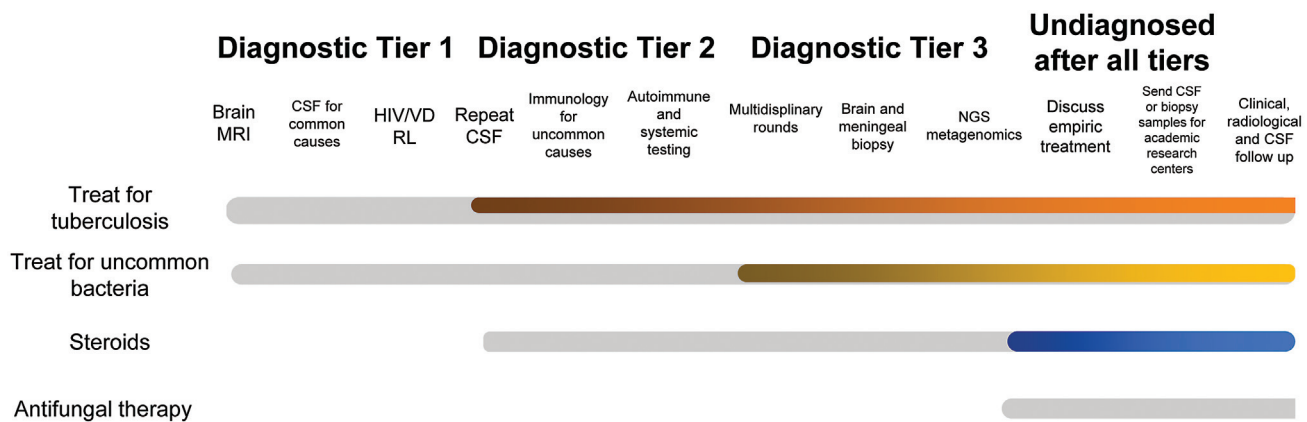 Diagnostic Tier 1
Diagnostic Tier 2
Diagnostic Tier 3
Undiagnosed
after all tiers
Brain
MRI
CSF for
common
causes
HIV/VD
RL
Repeat
CSF
Immunology
for
uncommon
causes
Autoimmune
and
systemic
testing
Multidisplinary
rounds
Brain and
meningeal
biopsy
NGS
metagenomics
Discuss
empiric
treatment
Send CSF
or biopsy
samples for
academic
research
centers
Clinical,
radiological
and CSF
follow up
Treat for
tuberculosis
Treat for uncommon
bacteria
Steroids
Antifungal therapy